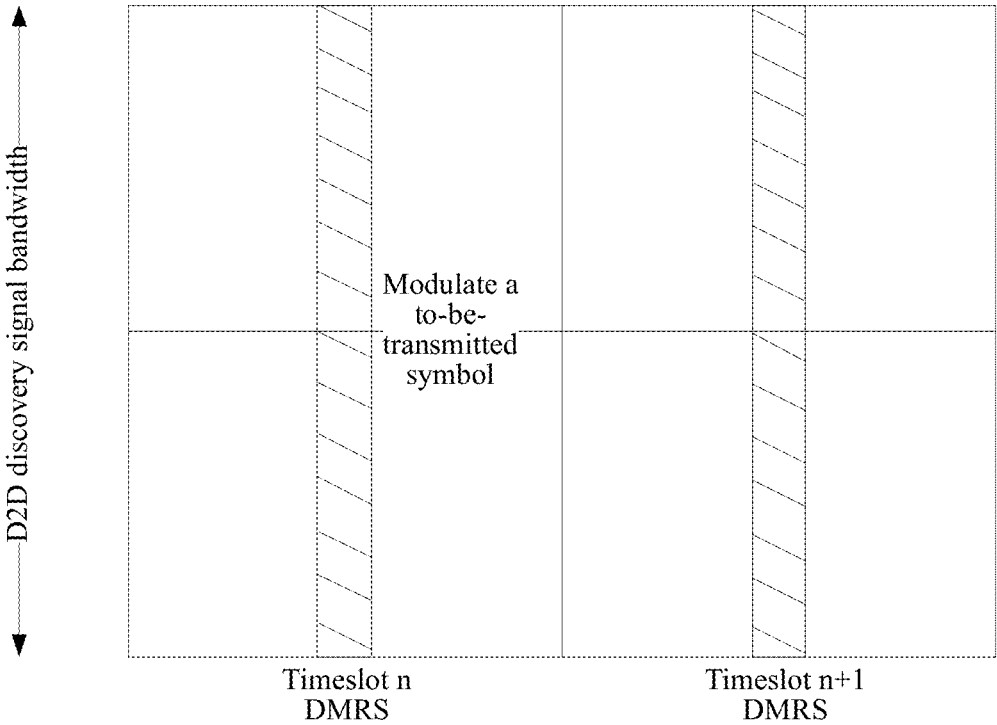 D2D discovery signal bandwidth
Modulate a
to-be-
transmitted
symbol
Timeslot n
DMRS
Timeslot n+1
DMRS